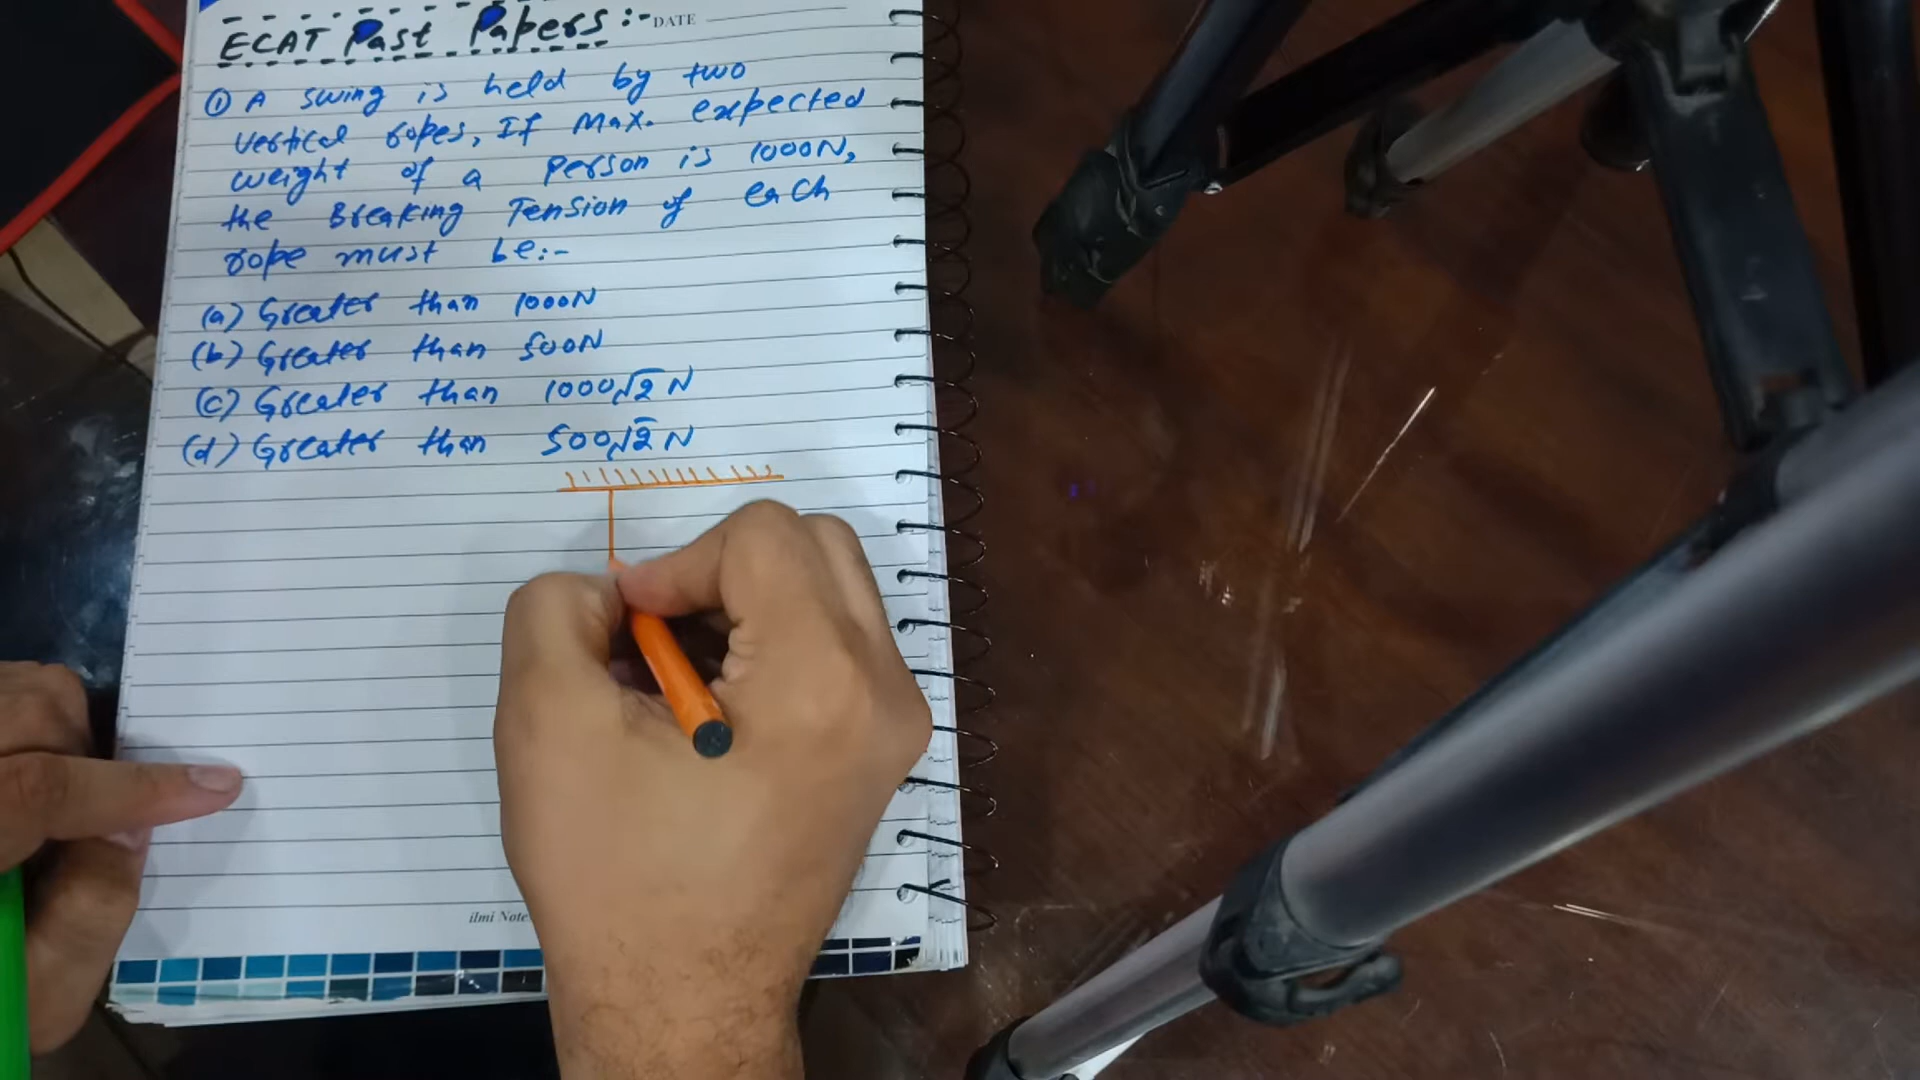 ECAT Past Papers:- DATE
① A swing is held by two
vertical ropes, If Max. expected
weight of a person is 1000N,
the Breaking Tension of each
rope must be:-
(a) Greater than 1000N
(b) Greater than 500N
(c) Greater than 1000√2 N
(d) Greater than 500√2 N
ilmi Note